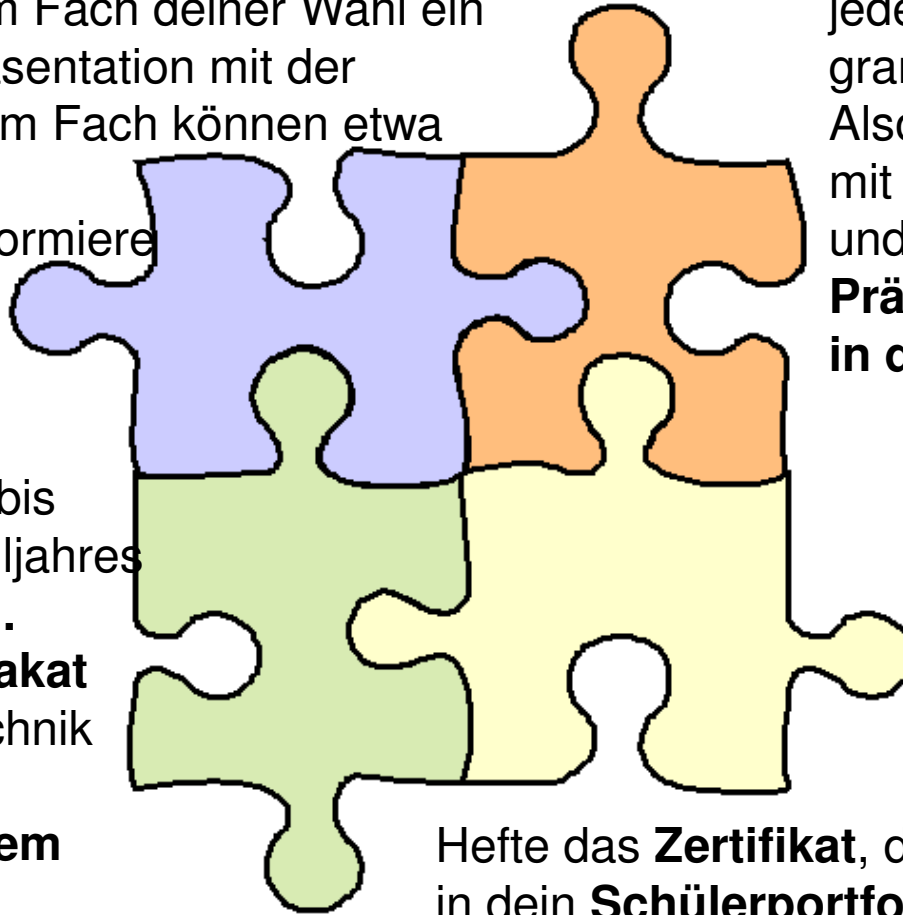 m Fach deiner Wahl ein
sentation mit der
m Fach können etwa
ormiere
bis
ljahres
.
akat
chnik
em
jede
gra
Also
mit
und
Prä
in d
Hefte das Zertifikat, d
in dein Schülerportfo